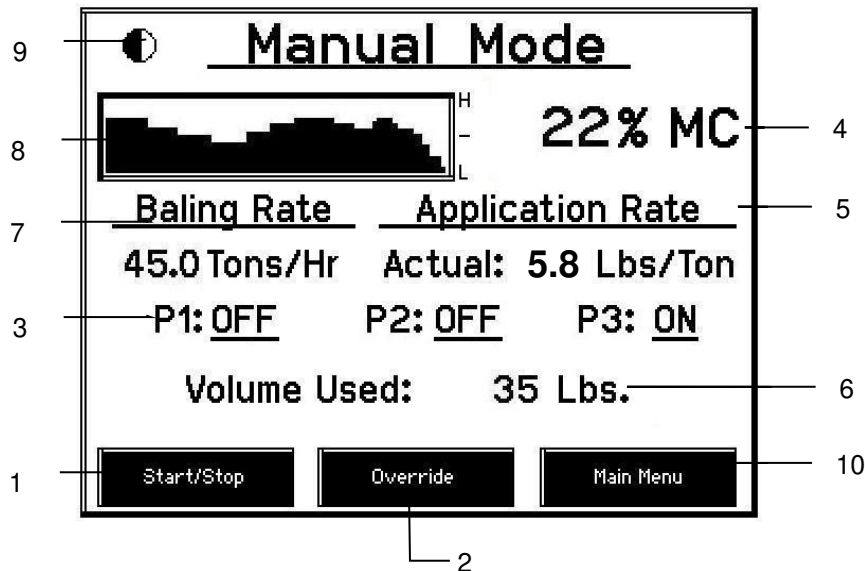 9
Manual Mode
H
–
L
8
22% MC
4
Baling Rate
Application Rate
5
7
45.0 Tons/Hr
Actual: 5.8 Lbs/Ton
3
P1: OFF
P2: OFF
P3: ON
Volume Used: 35 Lbs.
6
1
Start/Stop
Override
Main Menu
10
2